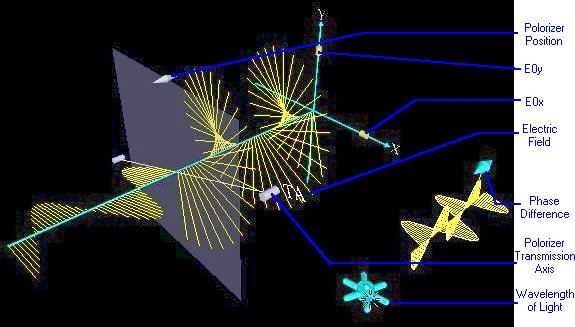 Y
Polorizer
Position
E0y
E0x
Electric
Field
X
TA
Phase
Difference
Polorizer
Transmission
Axis
Wavelength
of Light